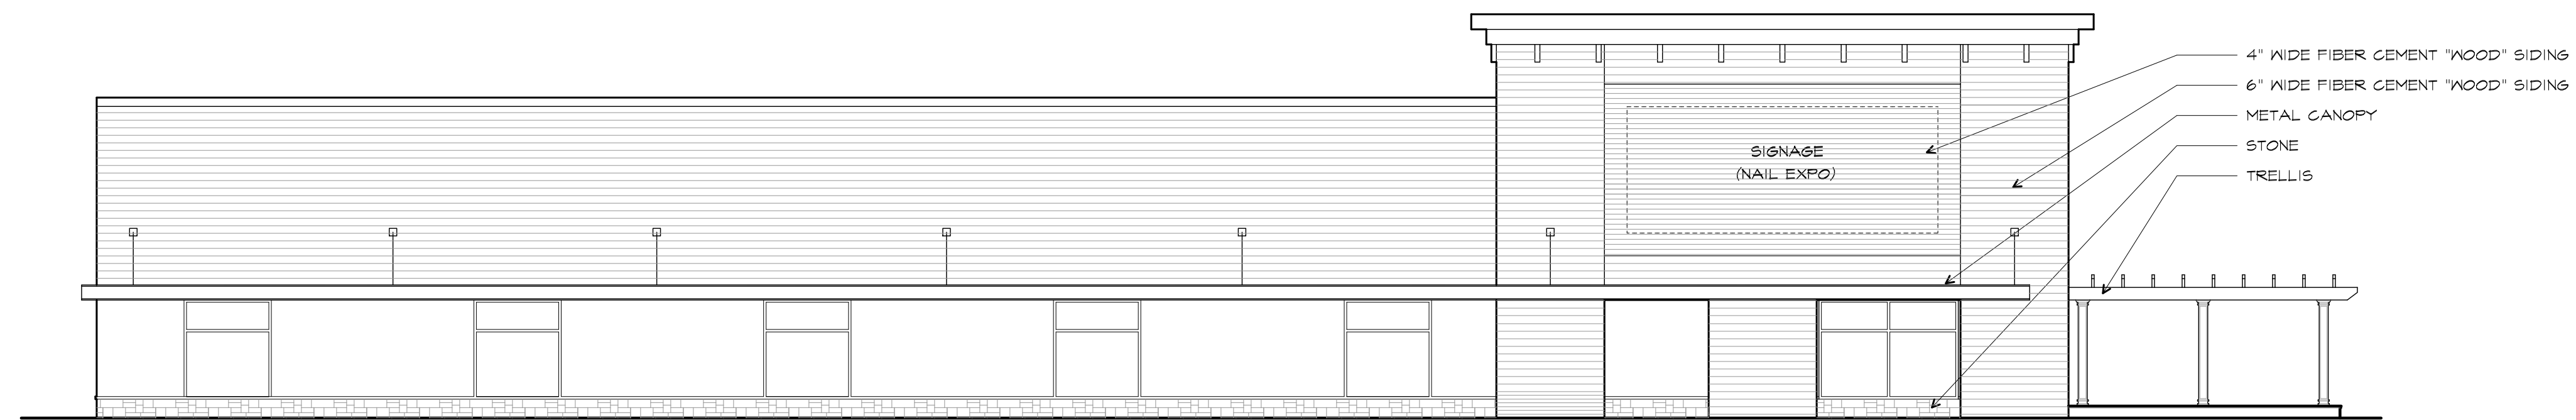 4" WIDE FIBER CEMENT "WOOD" SIDING
6" WIDE FIBER CEMENT "WOOD" SIDING
METAL CANOPY
STONE
TRELLIS
SIGNAGE
(NAIL EXPO)